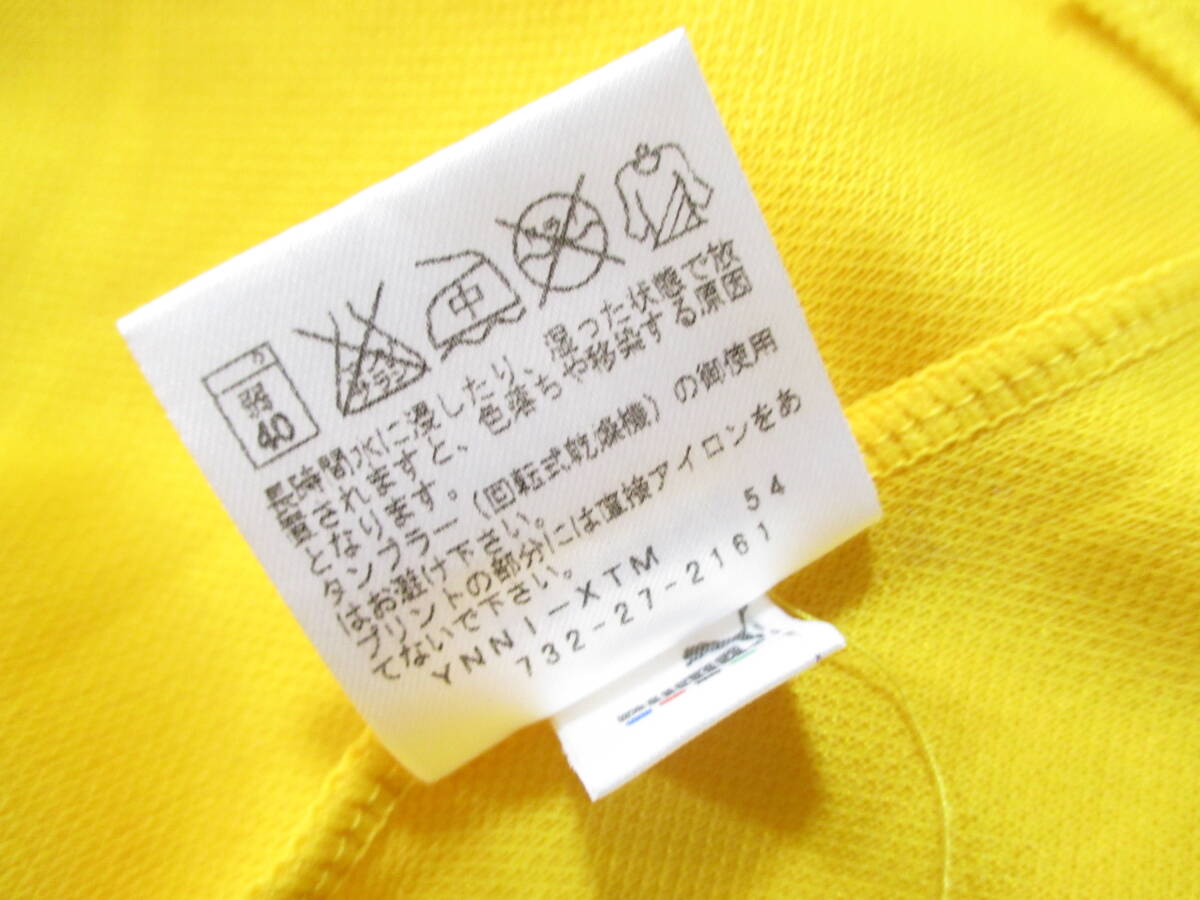 弱
40
中
長時間水に浸したり、湿った状態で放
置されますと、色落ちや移染する原因
となります。
タンブラー(回転式乾燥機)の御使用
はお避け下さい。
プリントの部分には直接アイロンをあ
てないで下さい。
YNNI-XTM 54
732-27-2161